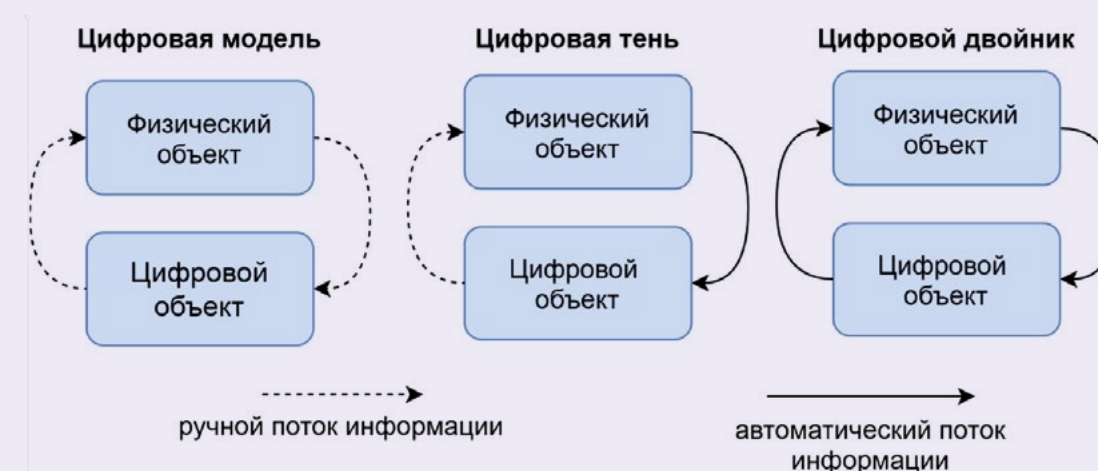 Цифровая модель
Физический
объект
Цифровой
объект
Цифровая тень
Физический
объект
Цифровой
объект
Цифровой двойник
Физический
объект
Цифровой
объект
ручной поток информации
автоматический поток
информации